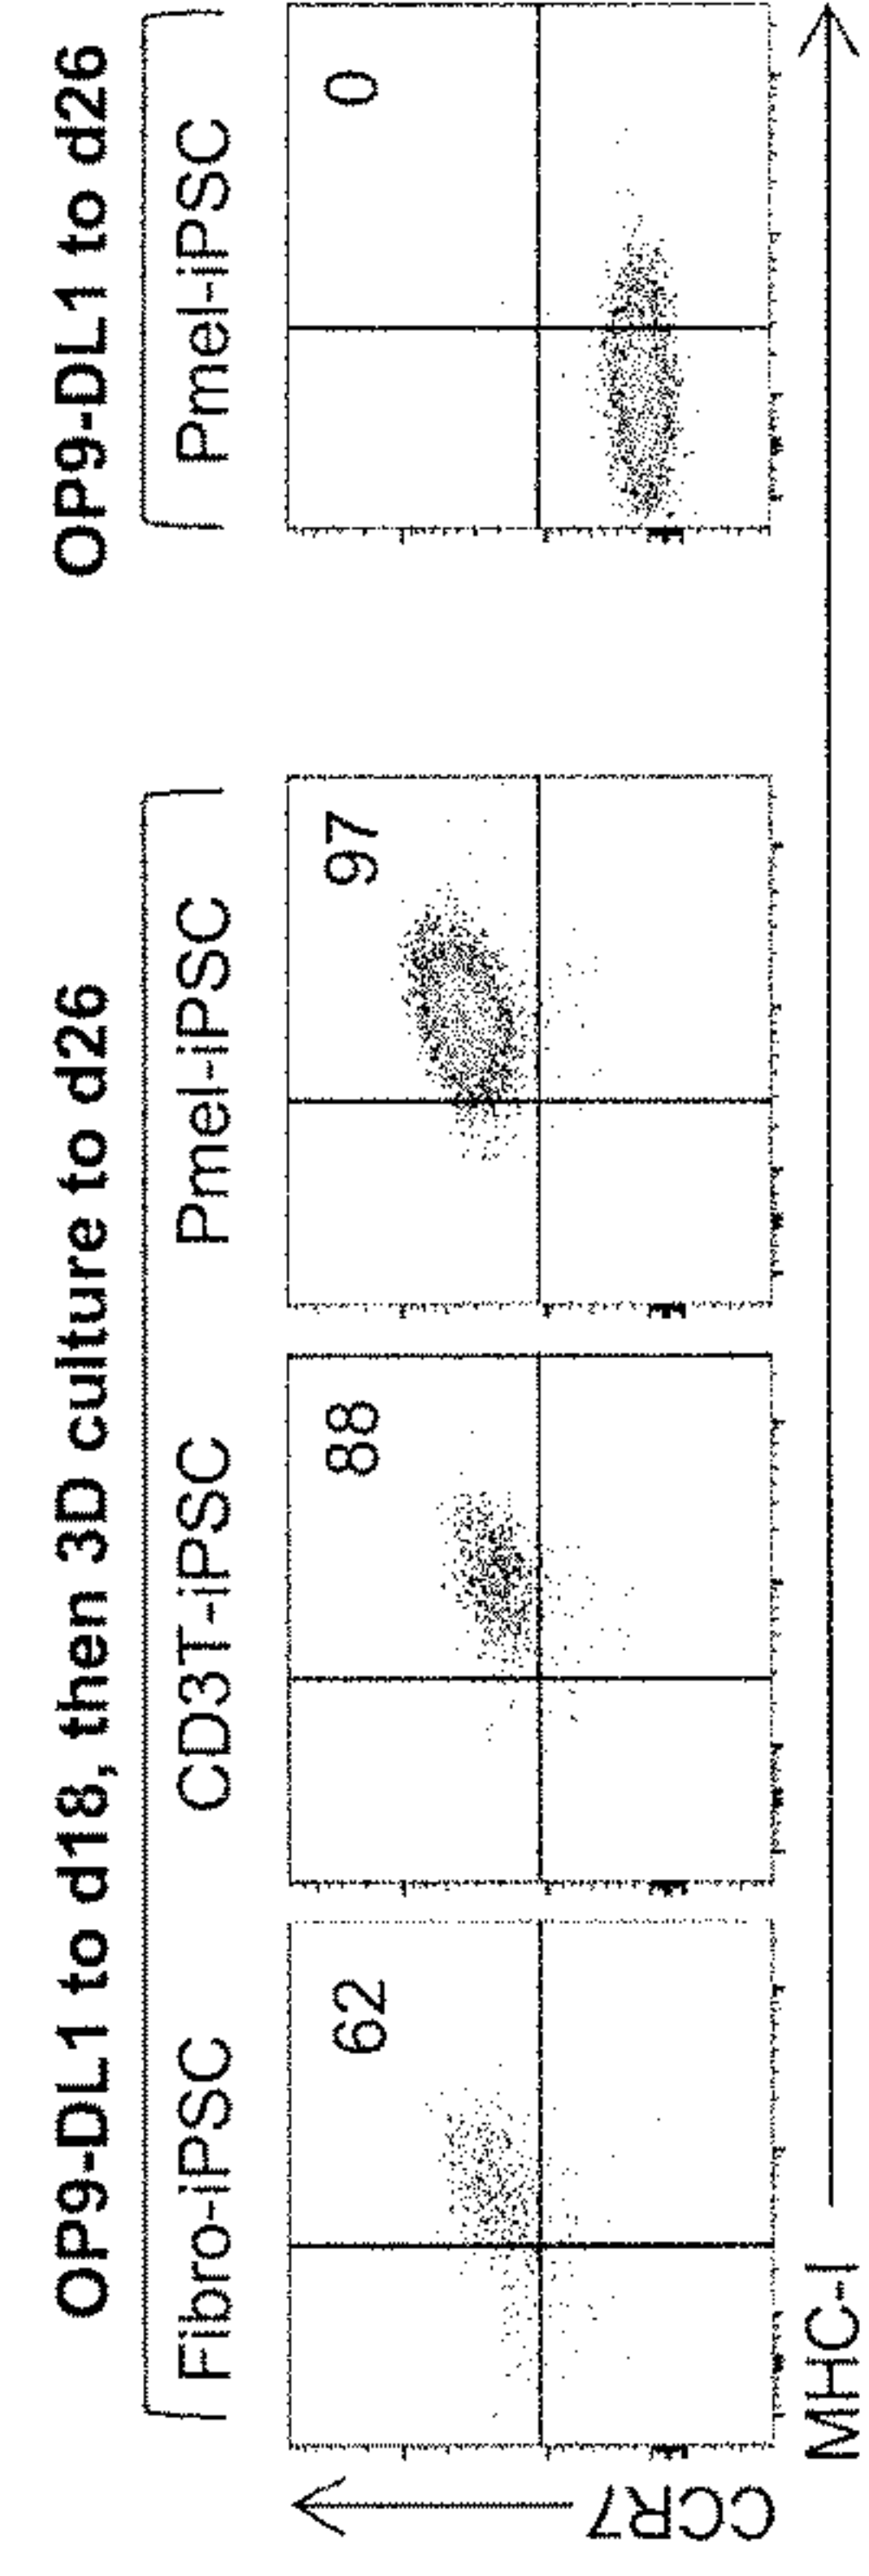 OP9-DL1 to d18, then 3D culture to d26
OP9-DL1 to d26
Fibro-iPSC
CD3T-iPSC
Pmel-iPSC
Pmel-iPSC
62
88
97
0
CCR7
MHC-I